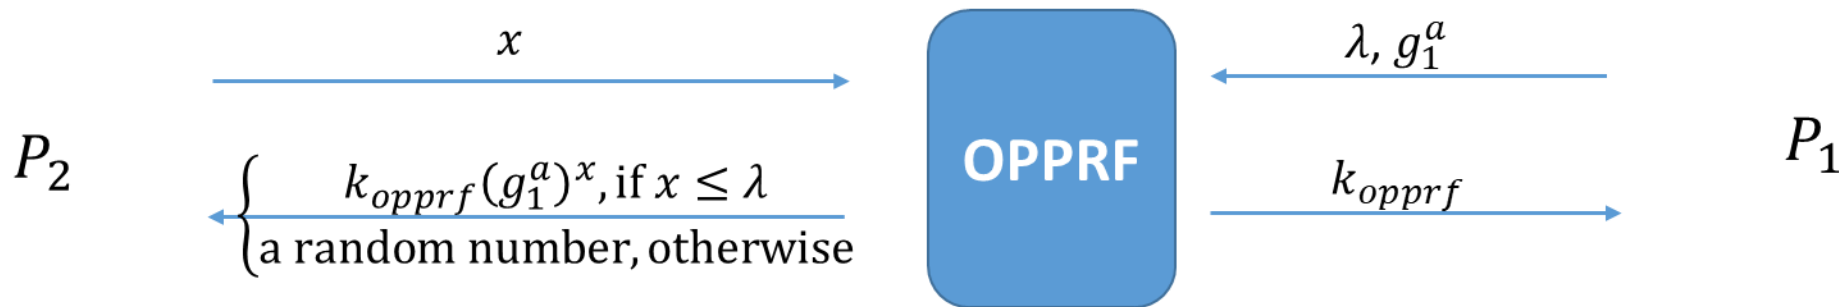 x
λ, g₁ᵃ
P₂
OPPRF
P₁
k_opprf(g₁ᵃ)ˣ, if x ≤ λ
k_opprf
a random number, otherwise